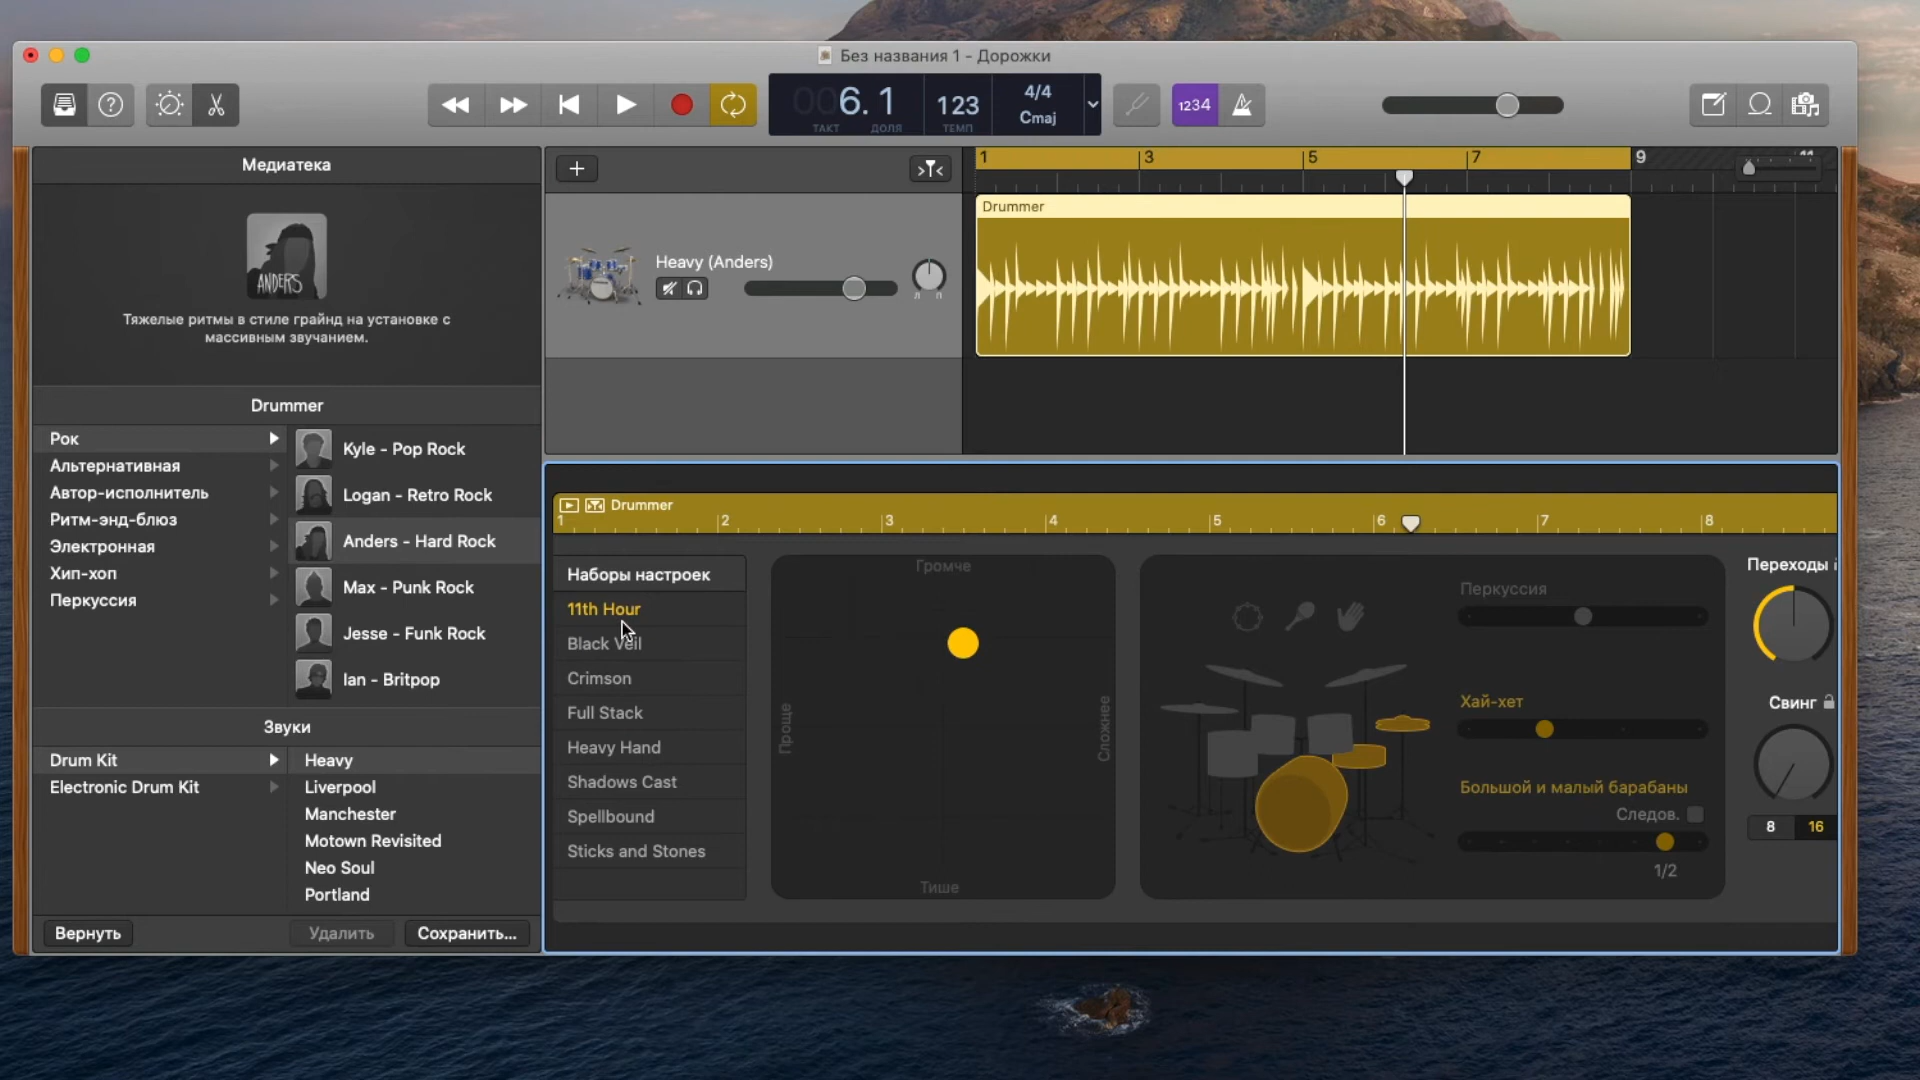 Без названия 1 - Дорожки
006. 1
ТАКТ
ДОЛЯ
123
ТЕМП
4/4
Cmaj
1234
Медиатека
ANDERS
Тяжелые ритмы в стиле грайнд на установке с
массивным звучанием.
Drummer
Рок
Альтернативная
Автор-исполнитель
Ритм-энд-блюз
Электронная
Хип-хоп
Перкуссия
Kyle - Pop Rock
Logan - Retro Rock
Anders - Hard Rock
Max - Punk Rock
Jesse - Funk Rock
Ian - Britpop
Звуки
Drum Kit
Electronic Drum Kit
Heavy
Liverpool
Manchester
Motown Revisited
Neo Soul
Portland
Вернуть
Удалить
Сохранить...
Heavy (Anders)
Л П
1 3 5 7 9
Drummer
Drummer
1 2 3 4 5 6 7 8
Наборы настроек
11th Hour
Black Veil
Crimson
Full Stack
Heavy Hand
Shadows Cast
Spellbound
Sticks and Stones
Громче
Проще
Сложнее
Тише
Перкуссия
Хай-хет
Большой и малый барабаны
Следов.
1/2
Переходы
Свинг
8 16